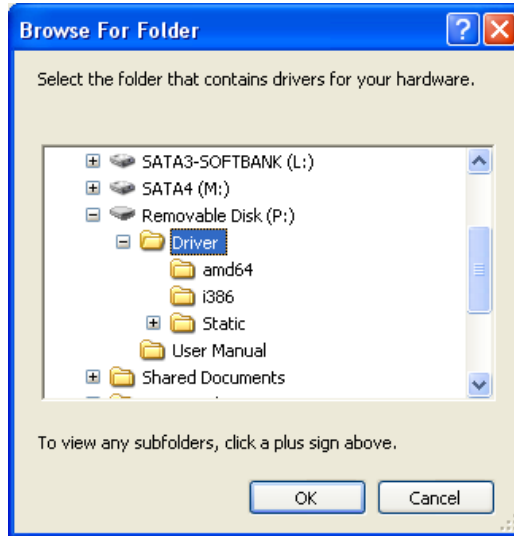 Browse For Folder
Select the folder that contains drivers for your hardware.
SATA3-SOFTBANK (L:)
SATA4 (M:)
Removable Disk (P:)
Driver
amd64
i386
Static
User Manual
Shared Documents
To view any subfolders, click a plus sign above.
OK
Cancel